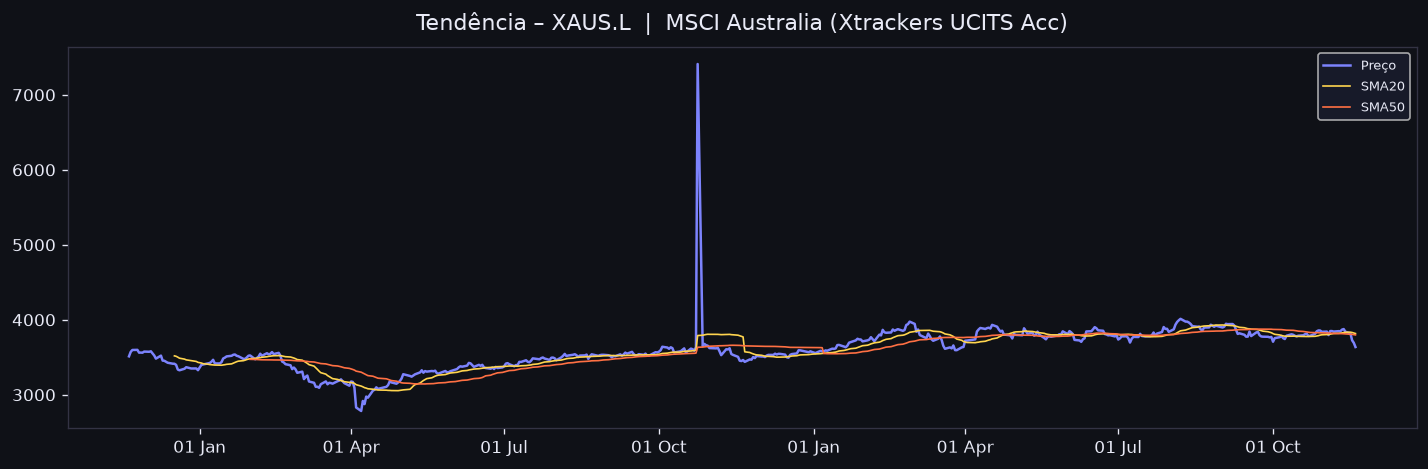 Tendência – XAUS.L | MSCI Australia (Xtrackers UCITS Acc)
Preço
SMA20
SMA50
7000
6000
5000
4000
3000
01 Jan
01 Apr
01 Jul
01 Oct
01 Jan
01 Apr
01 Jul
01 Oct